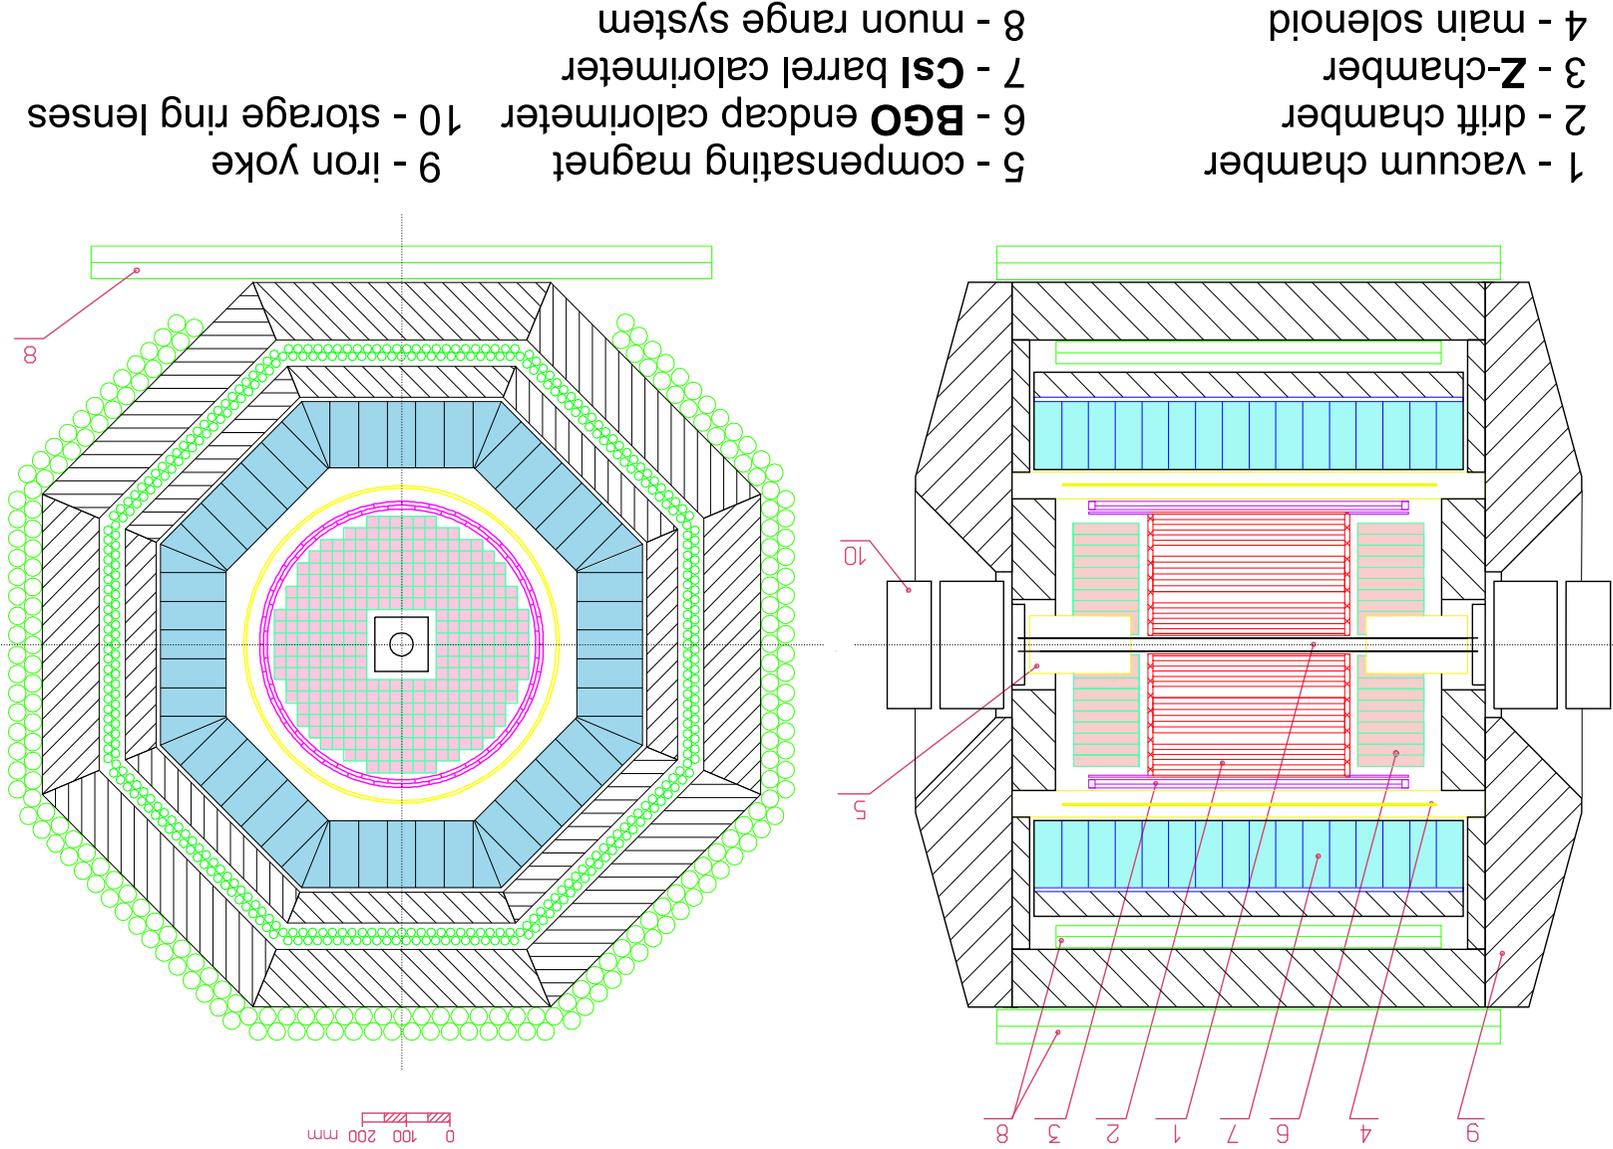 9 4 6 7 1 2 3 8
0 100 200 mm
5
10
8
1 - vacuum chamber
2 - drift chamber
3 - Z-chamber
4 - main solenoid
5 - compensating magnet
6 - BGO endcap calorimeter
7 - CsI barrel calorimeter
8 - muon range system
9 - iron yoke
10 - storage ring lenses